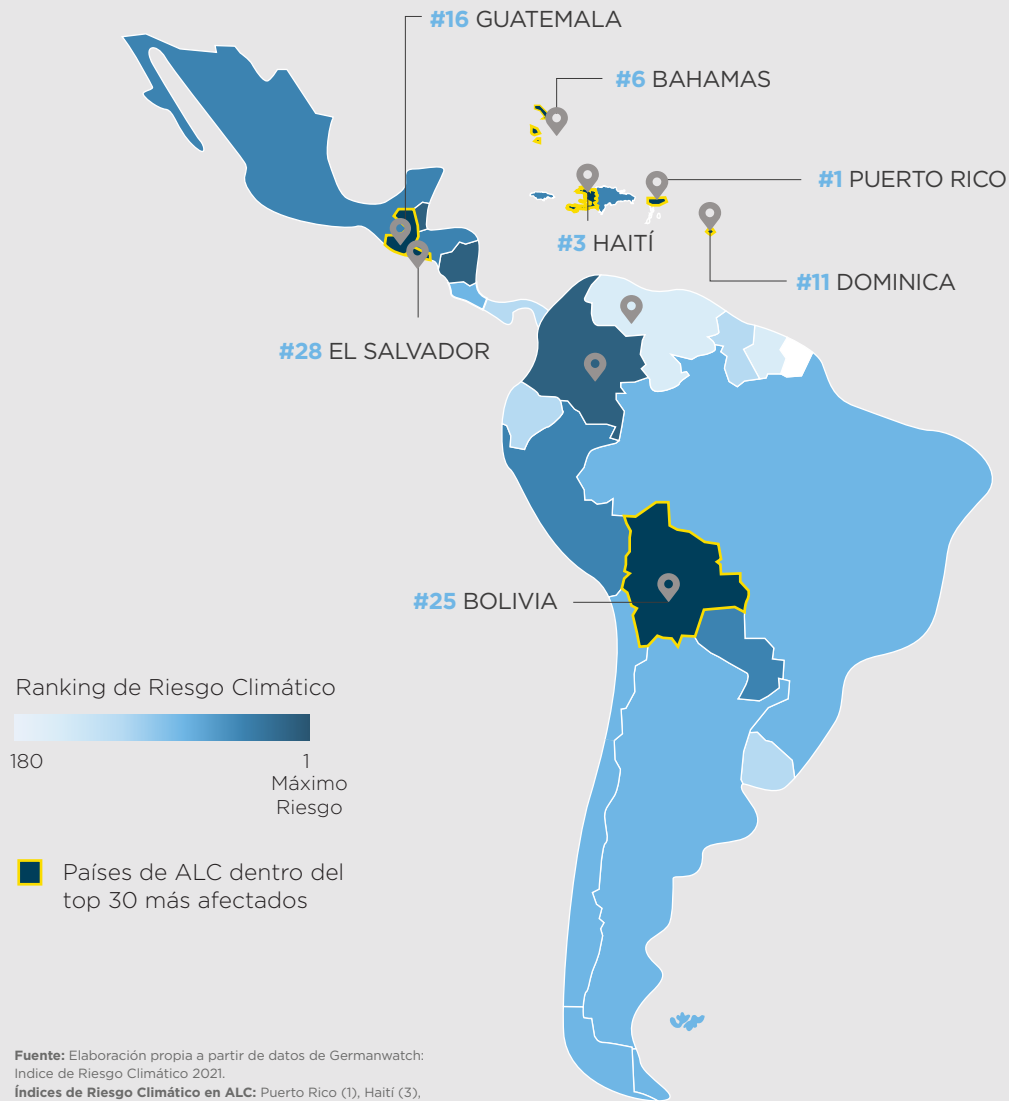 #16 GUATEMALA
#6 BAHAMAS
#1 PUERTO RICO
#3 HAITÍ
#11 DOMINICA
#28 EL SALVADOR
#25 BOLIVIA
Ranking de Riesgo Climático
180
1
Máximo
Riesgo
Países de ALC dentro del
top 30 más afectados
Fuente: Elaboración propia a partir de datos de Germanwatch:
Indice de Riesgo Climático 2021.
Índices de Riesgo Climático en ALC: Puerto Rico (1), Haití (3),